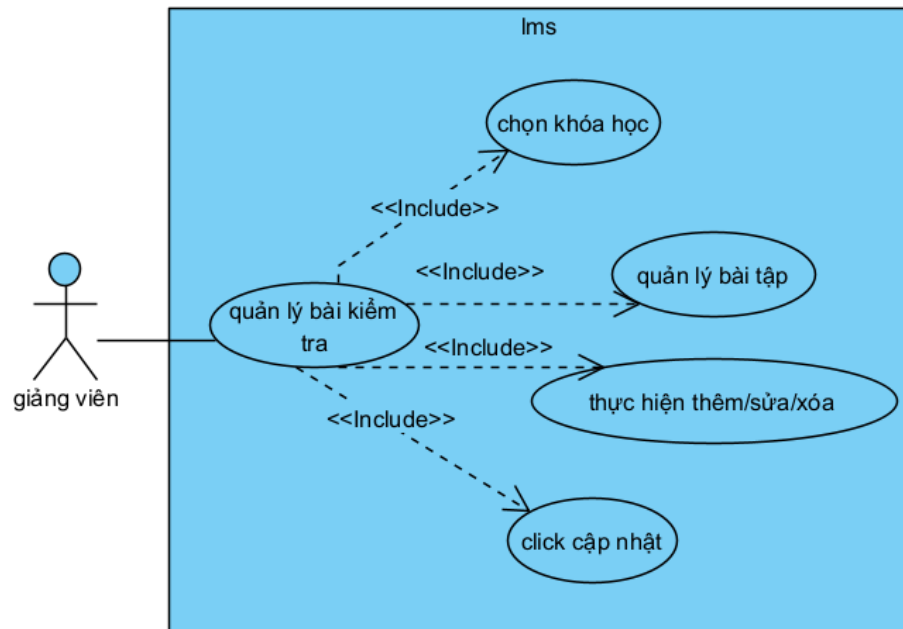 lms
chọn khóa học
<<Include>>
<<Include>>
quản lý bài tập
quản lý bài kiểm
tra
<<Include>>
giảng viên
thực hiện thêm/sửa/xóa
<<Include>>
click cập nhật